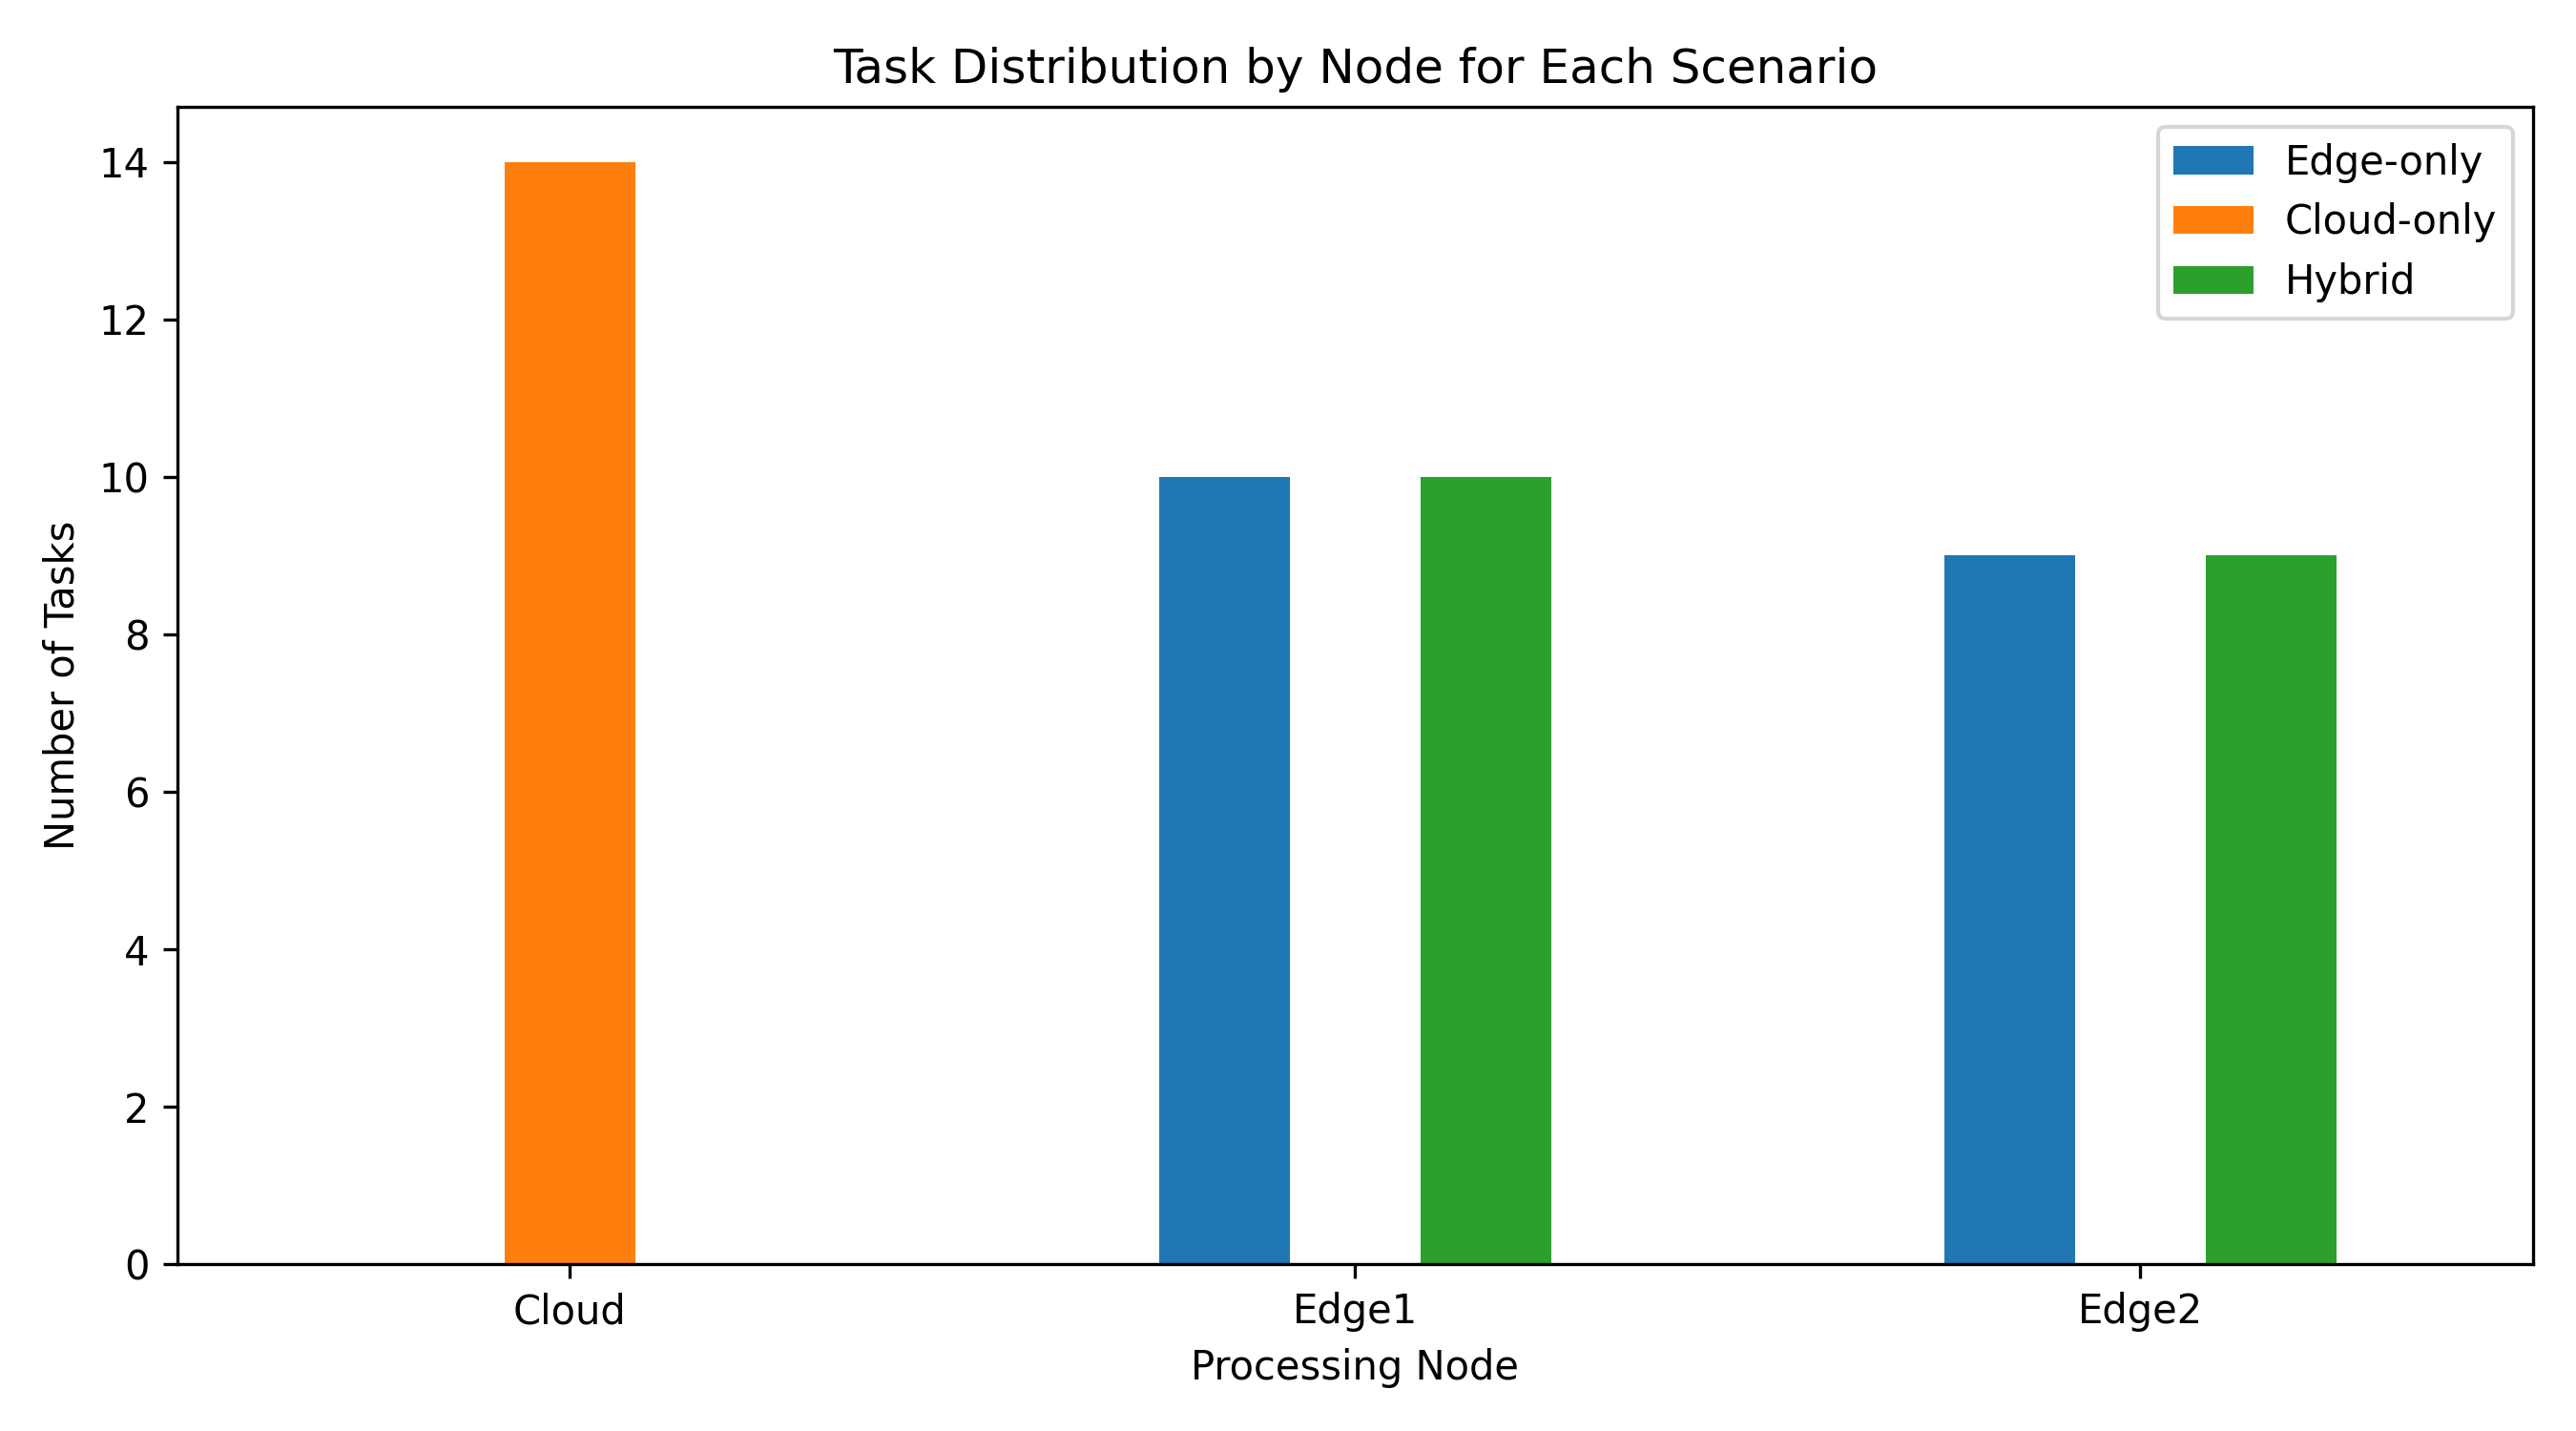 Task Distribution by Node for Each Scenario
Number of Tasks
14
12
10
8
6
4
2
0
Edge-only
Cloud-only
Hybrid
Cloud
Edge1
Edge2
Processing Node